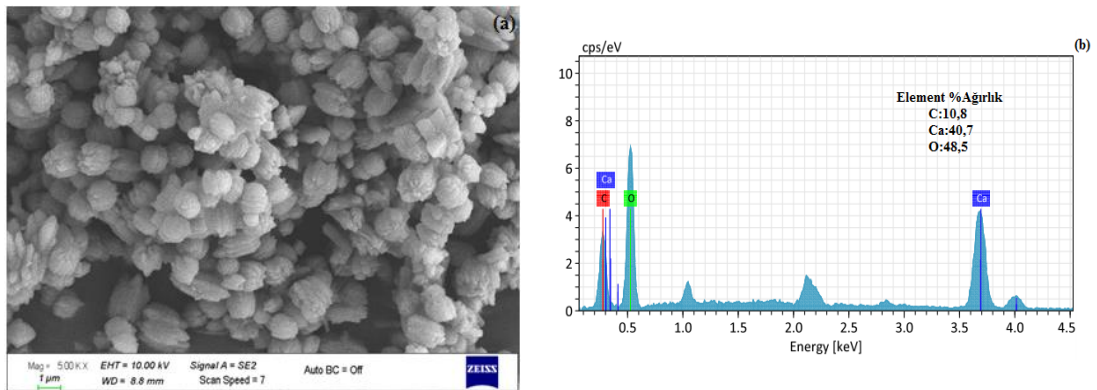 (a)
Mag = 5.00 K X
1 µm
EHT = 10.00 kV
WD = 8.8 mm
Signal A = SE2
Scan Speed = 7
Auto BC = Off
ZEISS
(b)
cps/eV
10
8
6
4
2
0
Element %Ağırlık
C:10,8
Ca:40,7
O:48,5
Ca
C
O
Ca
0.5 1.0 1.5 2.0 2.5 3.0 3.5 4.0 4.5
Energy [keV]